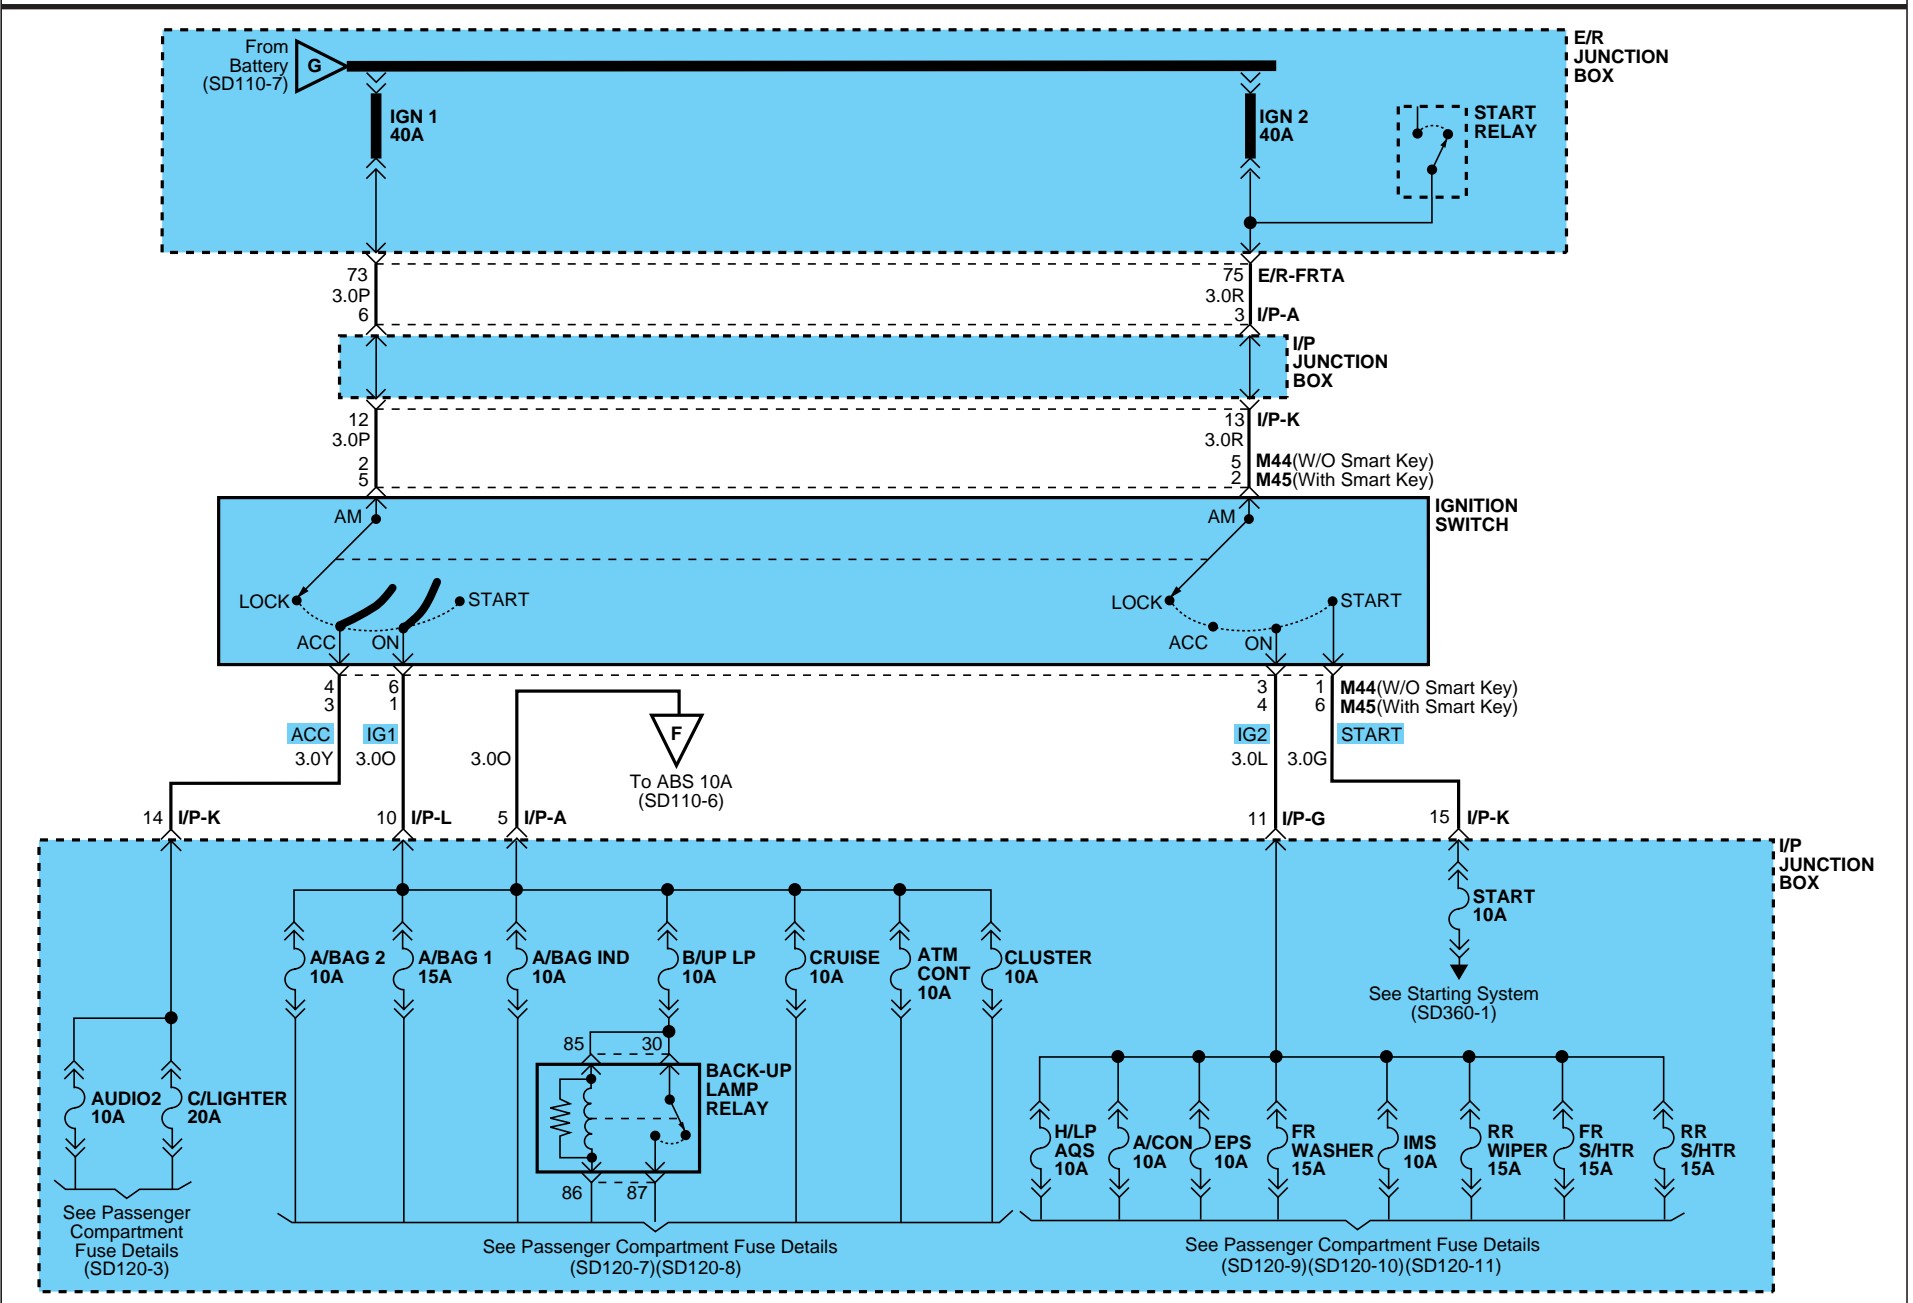 From
Battery
(SD110-7)
G
E/R
JUNCTION
BOX
IGN 1
40A
IGN 2
40A
START
RELAY
73
75 E/R-FRTA
3.0P
3.0R
6
3 I/P-A
I/P
JUNCTION
BOX
12
13 I/P-K
3.0P
3.0R
2
5 M44(W/O Smart Key)
5
2 M45(With Smart Key)
IGNITION
SWITCH
AM
AM
LOCK
START
ACC
ON
LOCK
START
ACC
ON
4
6
3
1 M44(W/O Smart Key)
3
1
4
6 M45(With Smart Key)
ACC
IG1
IG2
START
3.0Y
3.0O
3.0O
3.0L
3.0G
F
To ABS 10A
(SD110-6)
14 I/P-K
10 I/P-L
5 I/P-A
11 I/P-G
15 I/P-K
I/P
JUNCTION
BOX
START
10A
See Starting System
(SD360-1)
A/BAG 2
10A
A/BAG 1
15A
A/BAG IND
10A
B/UP LP
10A
CRUISE
10A
ATM
CONT
10A
CLUSTER
10A
85
30
BACK-UP
LAMP
RELAY
86
87
AUDIO2
10A
C/LIGHTER
20A
H/LP
AQS
10A
A/CON
10A
EPS
10A
FR
WASHER
15A
IMS
10A
RR
WIPER
15A
FR
S/HTR
15A
RR
S/HTR
15A
See Passenger
Compartment
Fuse Details
(SD120-3)
See Passenger Compartment Fuse Details
(SD120-7)(SD120-8)
See Passenger Compartment Fuse Details
(SD120-9)(SD120-10)(SD120-11)